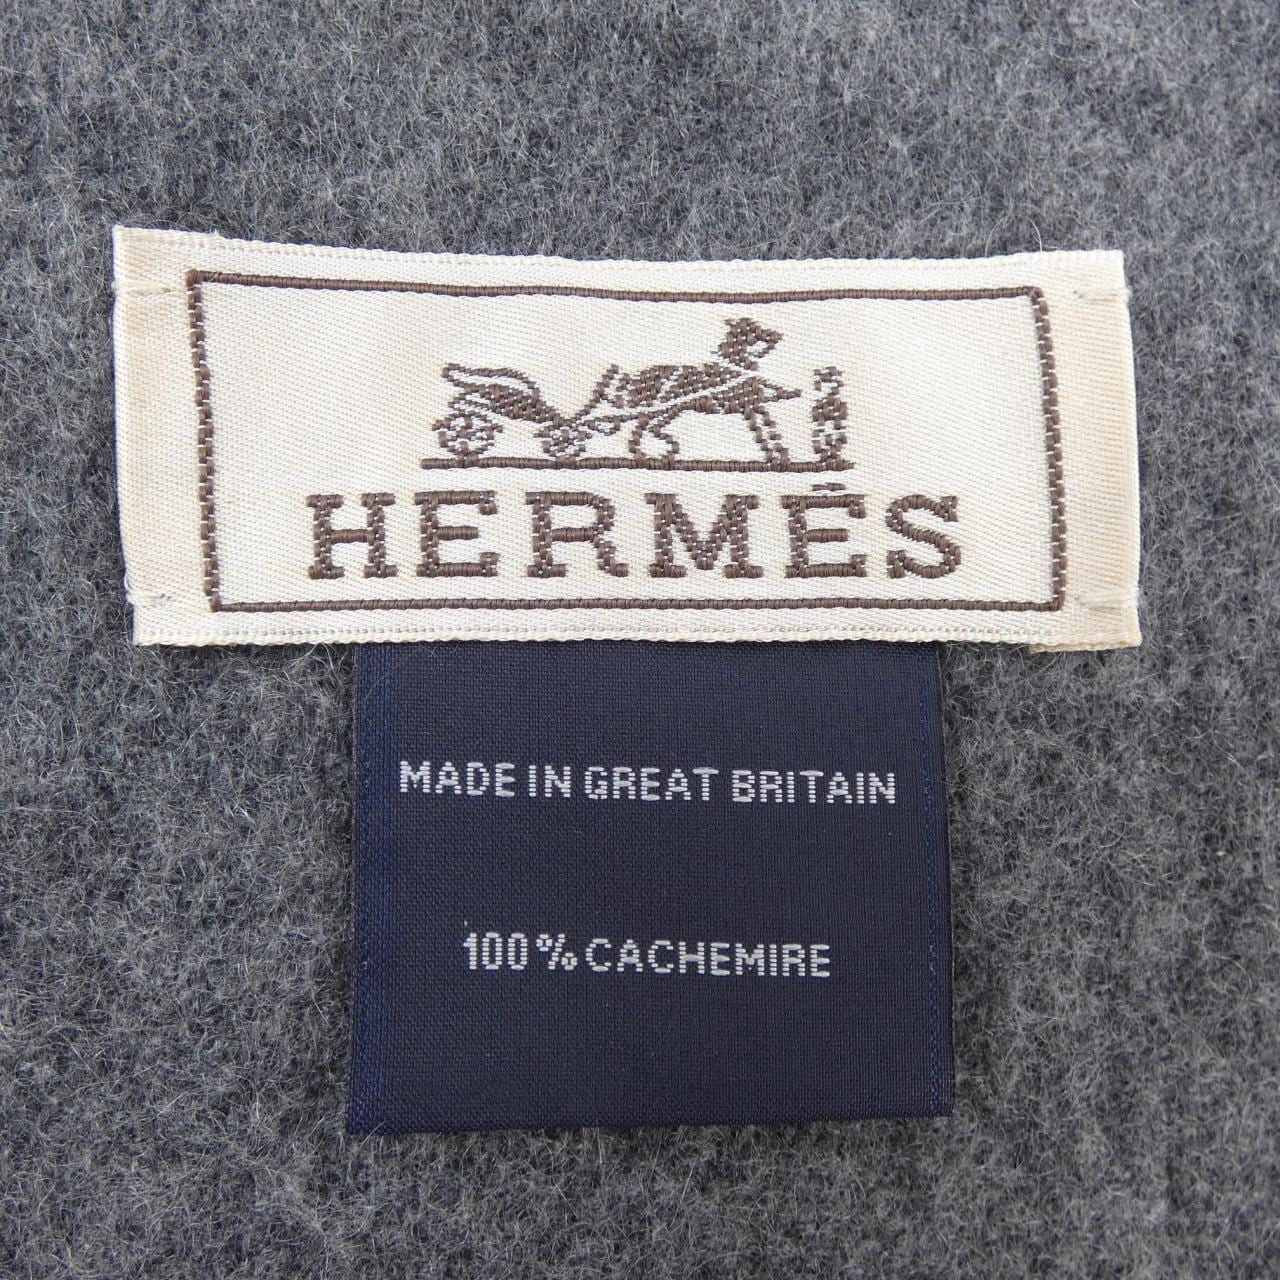 HERMÈS
MADE IN GREAT BRITAIN
100% CACHEMIRE